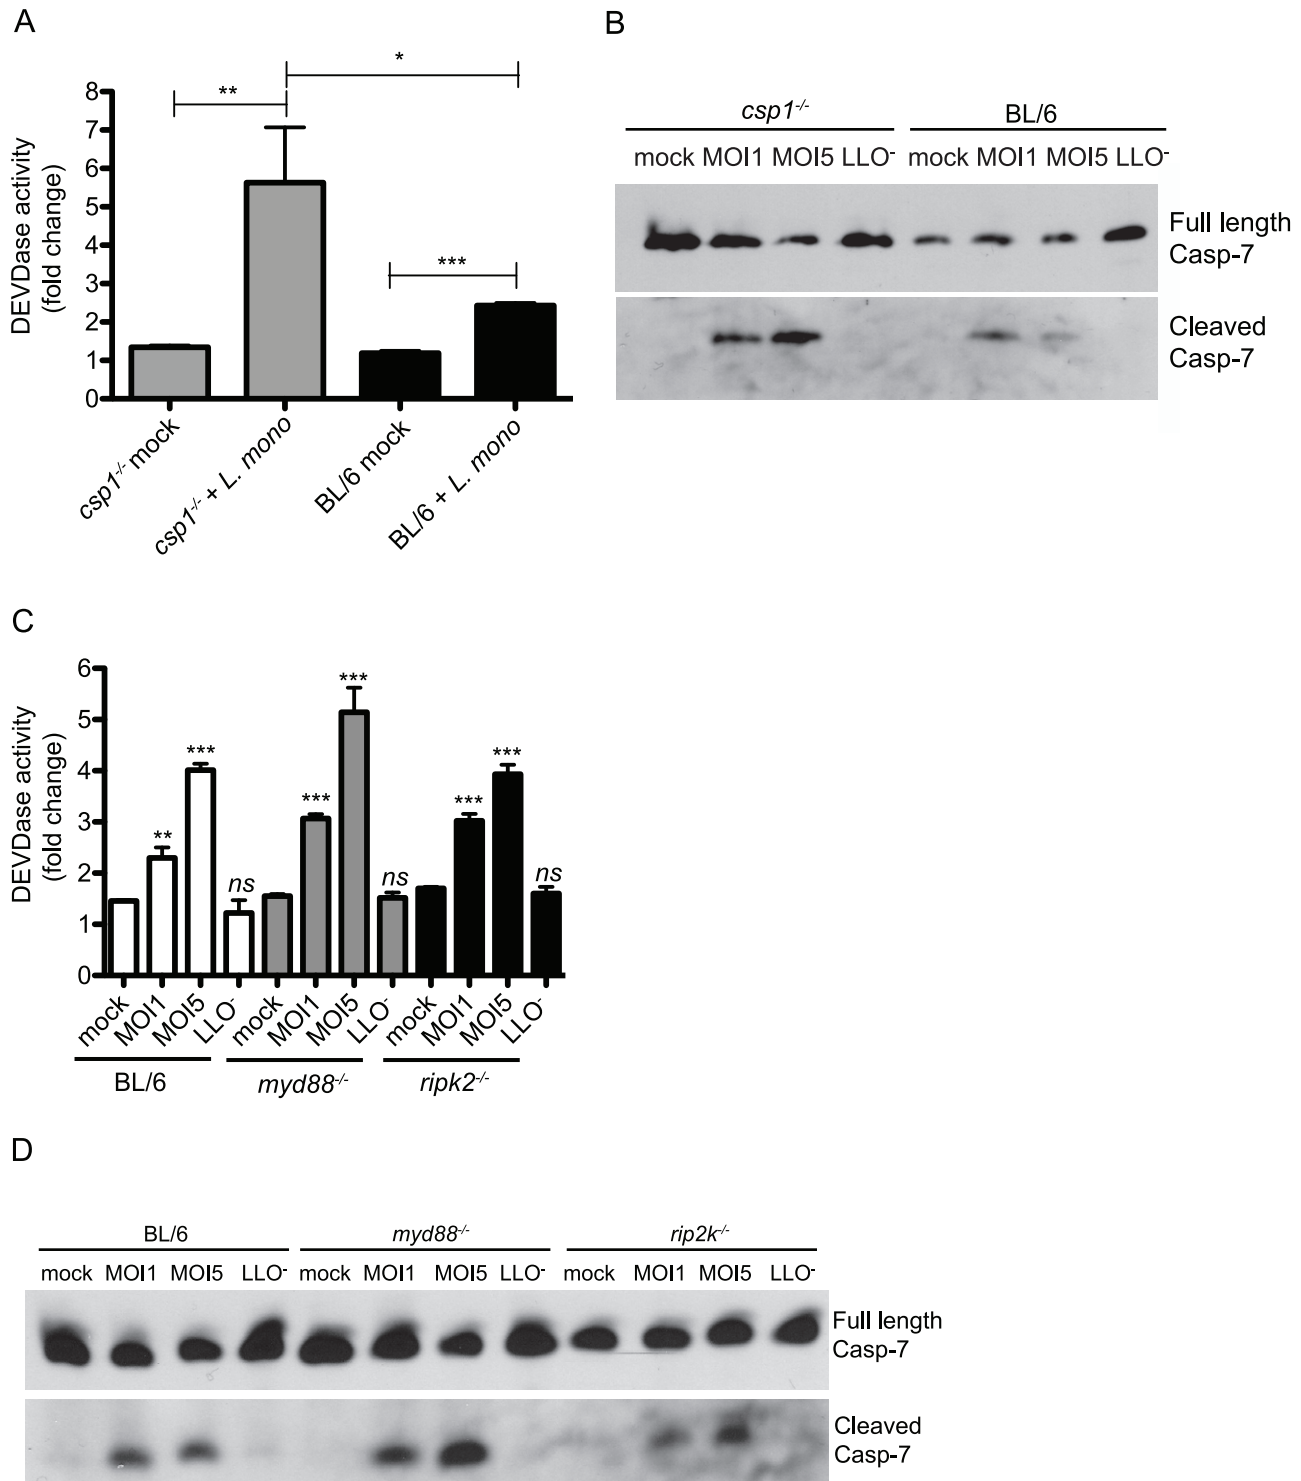 A
DEVDase activity
(fold change)
8
7
6
5
4
3
2
1
0
**
*
***
csp1-/- mock
csp1-/- + L. mono
BL/6 mock
BL/6 + L. mono
B
csp1-/- BL/6
mock MOI1 MOI5 LLO- mock MOI1 MOI5 LLO-
Full length
Casp-7
Cleaved
Casp-7
C
DEVDase activity
(fold change)
6
5
4
3
2
1
0
** *** ns *** *** ns *** *** ns
mock MOI1 MOI5 LLO- mock MOI1 MOI5 LLO- mock MOI1 MOI5 LLO-
BL/6 myd88-/- ripk2-/-
D
BL/6 myd88-/- rip2k-/-
mock MOI1 MOI5 LLO- mock MOI1 MOI5 LLO- mock MOI1 MOI5 LLO-
Full length
Casp-7
Cleaved
Casp-7